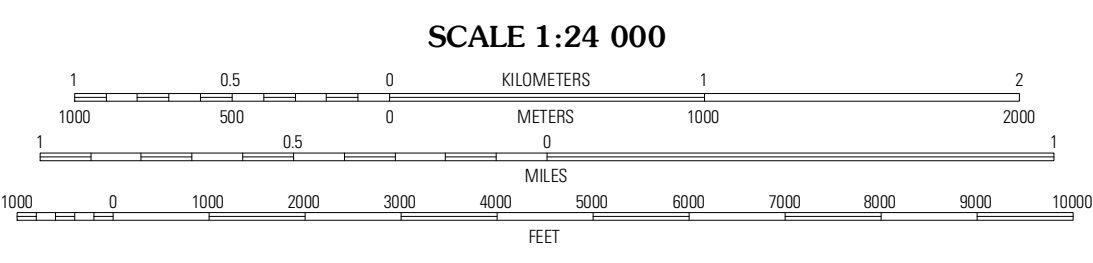 SCALE 1:24 000
1 0.5 0 KILOMETERS 1 2
1000 500 0 METERS 1000 2000
1 0.5 0 1
MILES
1000 0 1000 2000 3000 4000 5000 6000 7000 8000 9000 10000
FEET